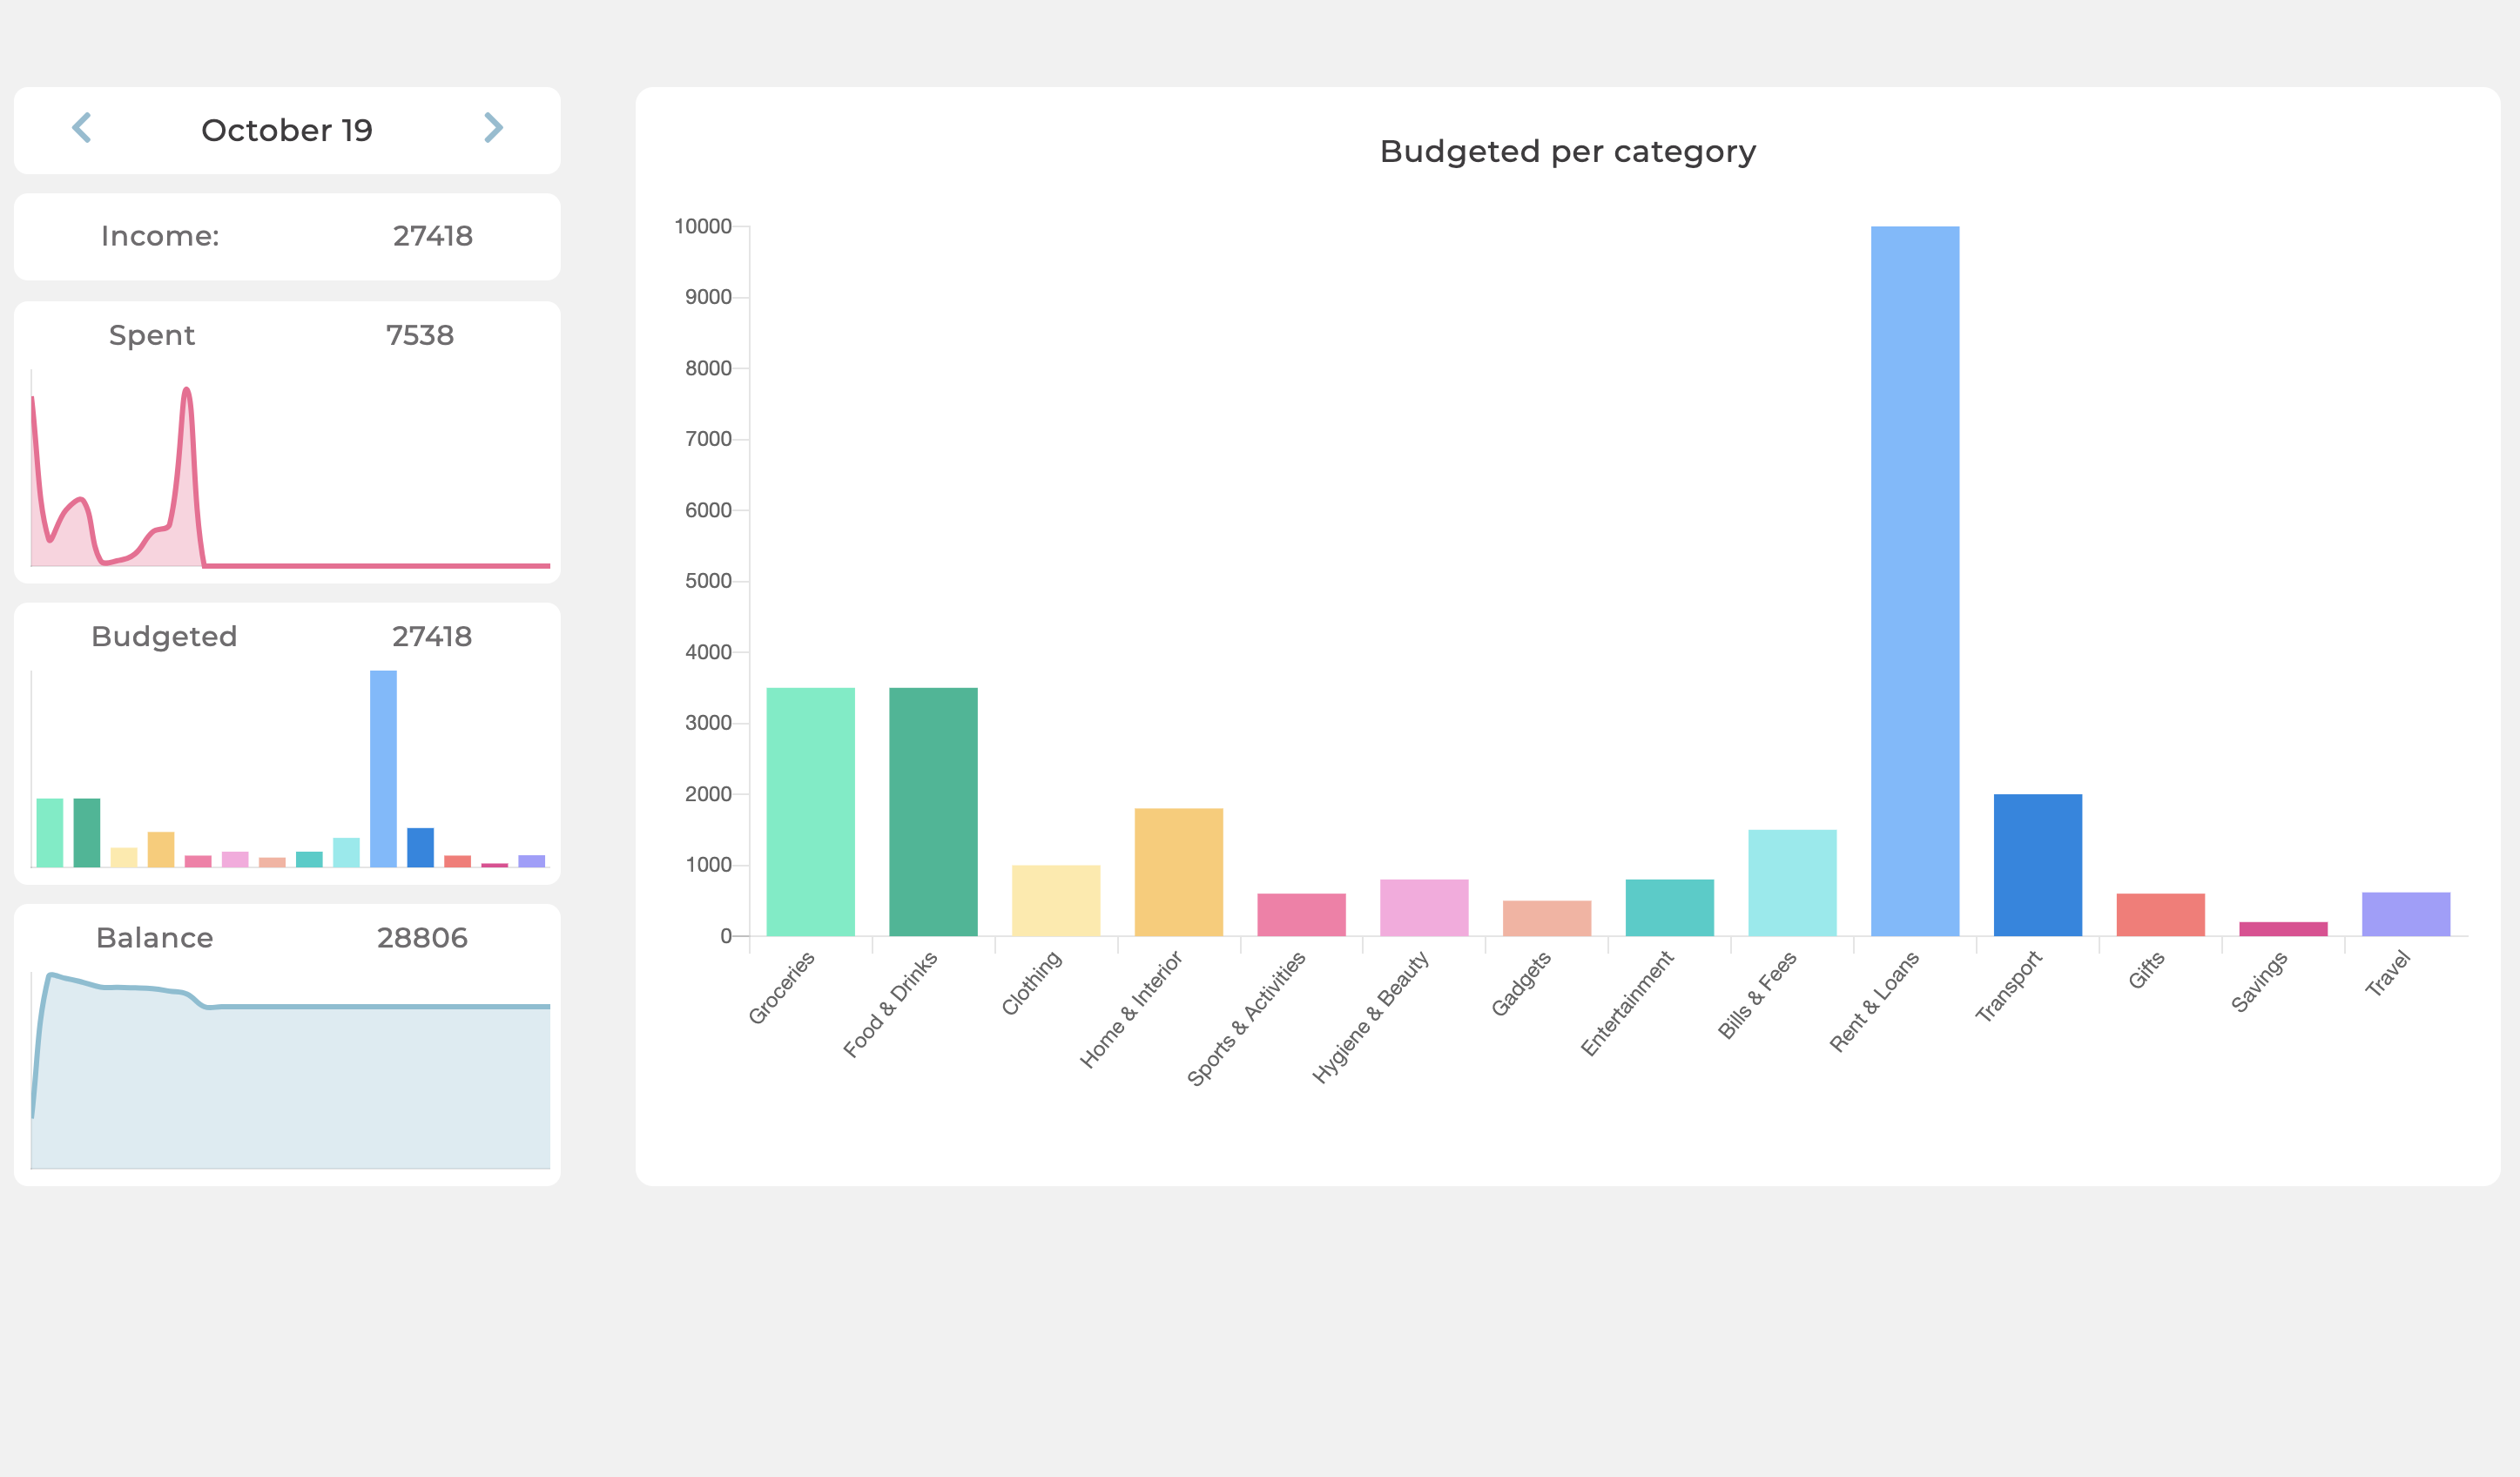 October 19
Income: 27418
Spent 7538
Budgeted 27418
Balance 28806
Budgeted per category
10000
9000
8000
7000
6000
5000
4000
3000
2000
1000
0
Groceries
Food & Drinks
Clothing
Home & Interior
Sports & Activities
Hygiene & Beauty
Gadgets
Entertainment
Bills & Fees
Rent & Loans
Transport
Gifts
Savings
Travel